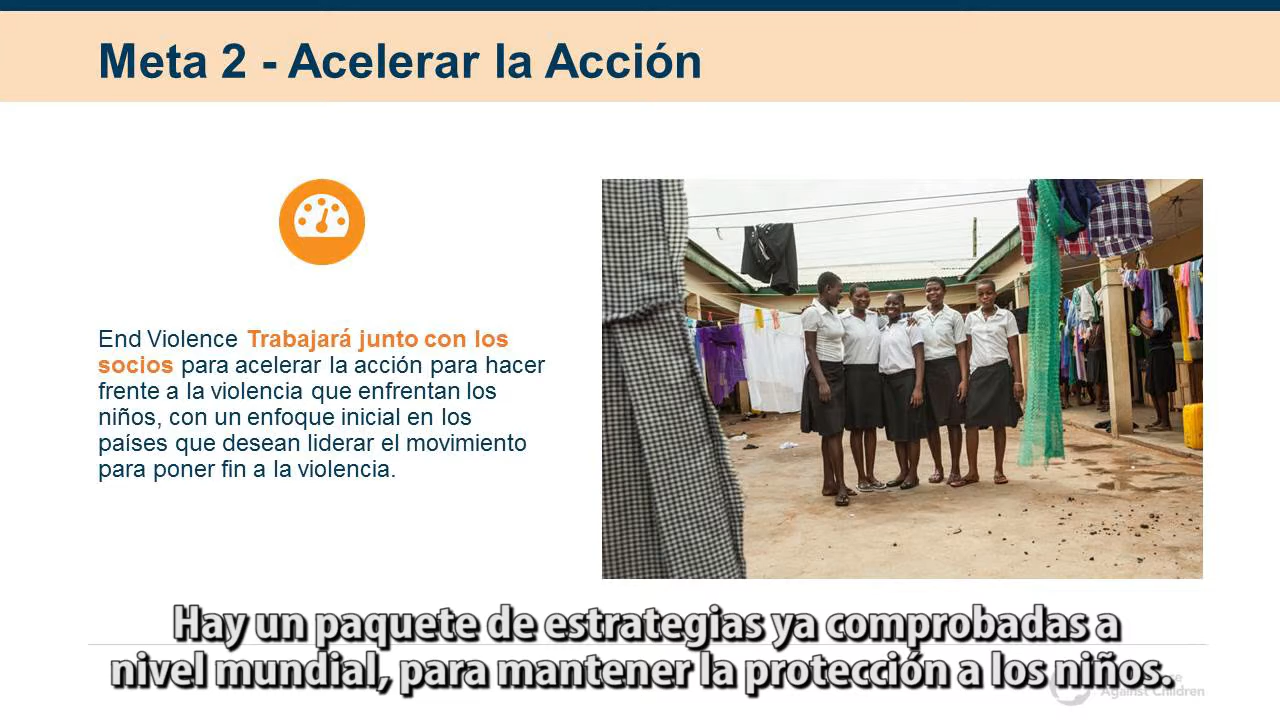 Meta 2 - Acelerar la Acción
End Violence Trabajará junto con los
socios para acelerar la acción para hacer
frente a la violencia que enfrentan los
niños, con un enfoque inicial en los
países que desean liderar el movimiento
para poner fin a la violencia.
Hay un paquete de estrategias ya comprobadas a
nivel mundial, para mantener la protección a los niños.
Against Children